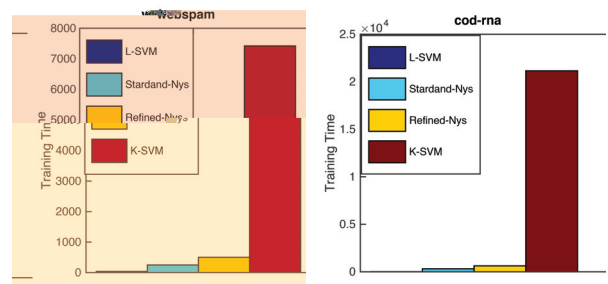 webspam
8000
7000
6000
5000
4000
3000
2000
1000
0
Training Time
L-SVM
Stardand-Nys
Refined-Nys
K-SVM
cod-rna
2.5 ×10⁴
2
1.5
1
0.5
0
Training Time
L-SVM
Stardand-Nys
Refined-Nys
K-SVM